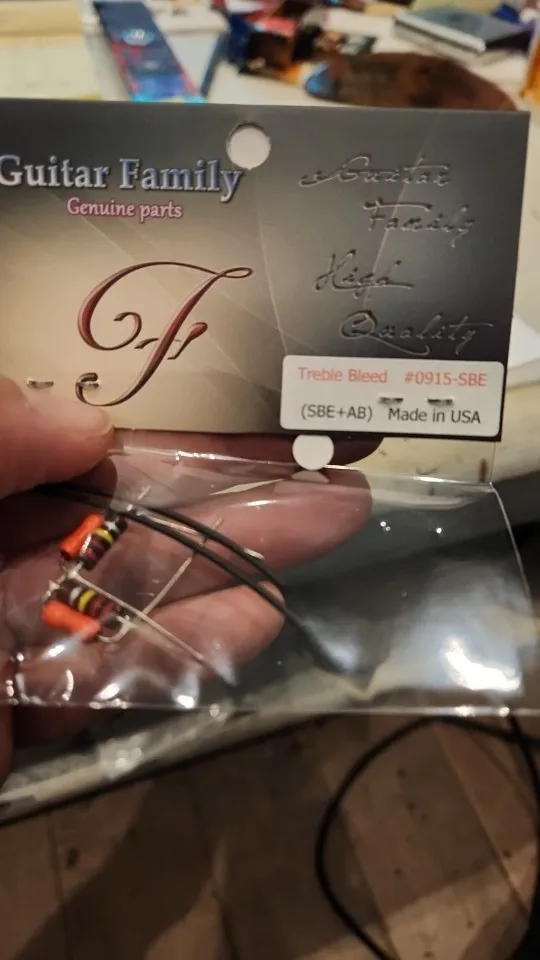 Guitar Family
Genuine parts
Guitar
Family
High
Quality
F
Treble Bleed #0915-SBE
(SBE+AB) Made in USA